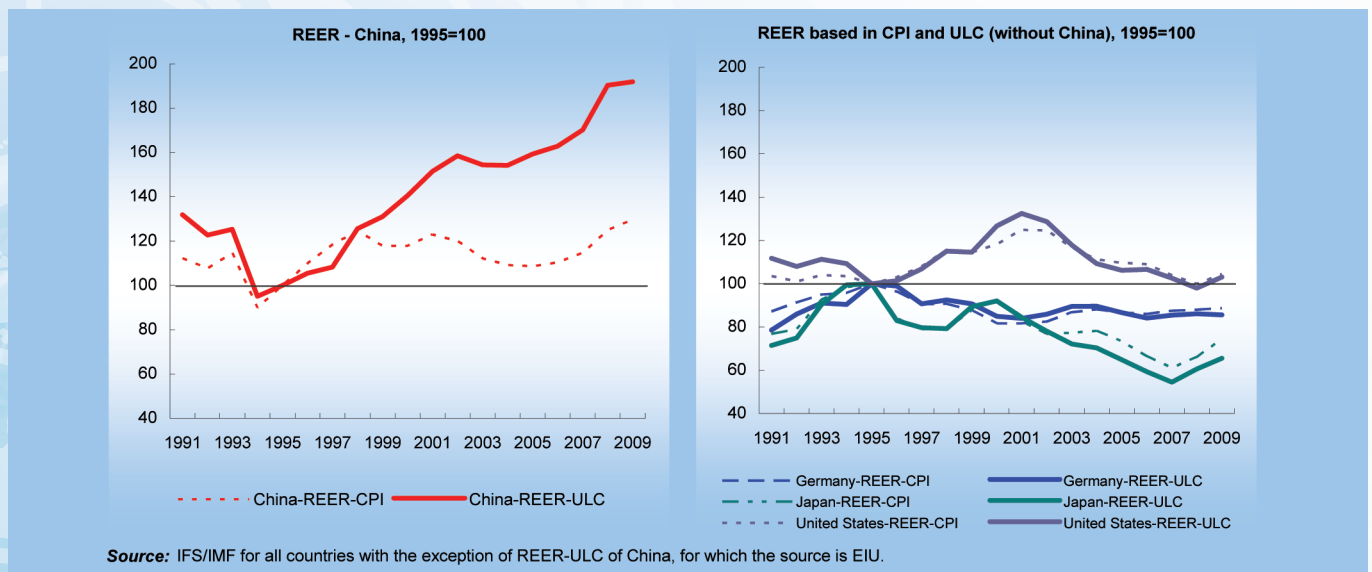 REER - China, 1995=100
200
180
160
140
120
100
80
60
40
1991 1993 1995 1997 1999 2001 2003 2005 2007 2009
China-REER-CPI China-REER-ULC
REER based in CPI and ULC (without China), 1995=100
200
180
160
140
120
100
80
60
40
1991 1993 1995 1997 1999 2001 2003 2005 2007 2009
Germany-REER-CPI Germany-REER-ULC
Japan-REER-CPI Japan-REER-ULC
United States-REER-CPI United States-REER-ULC
Source: IFS/IMF for all countries with the exception of REER-ULC of China, for which the source is EIU.